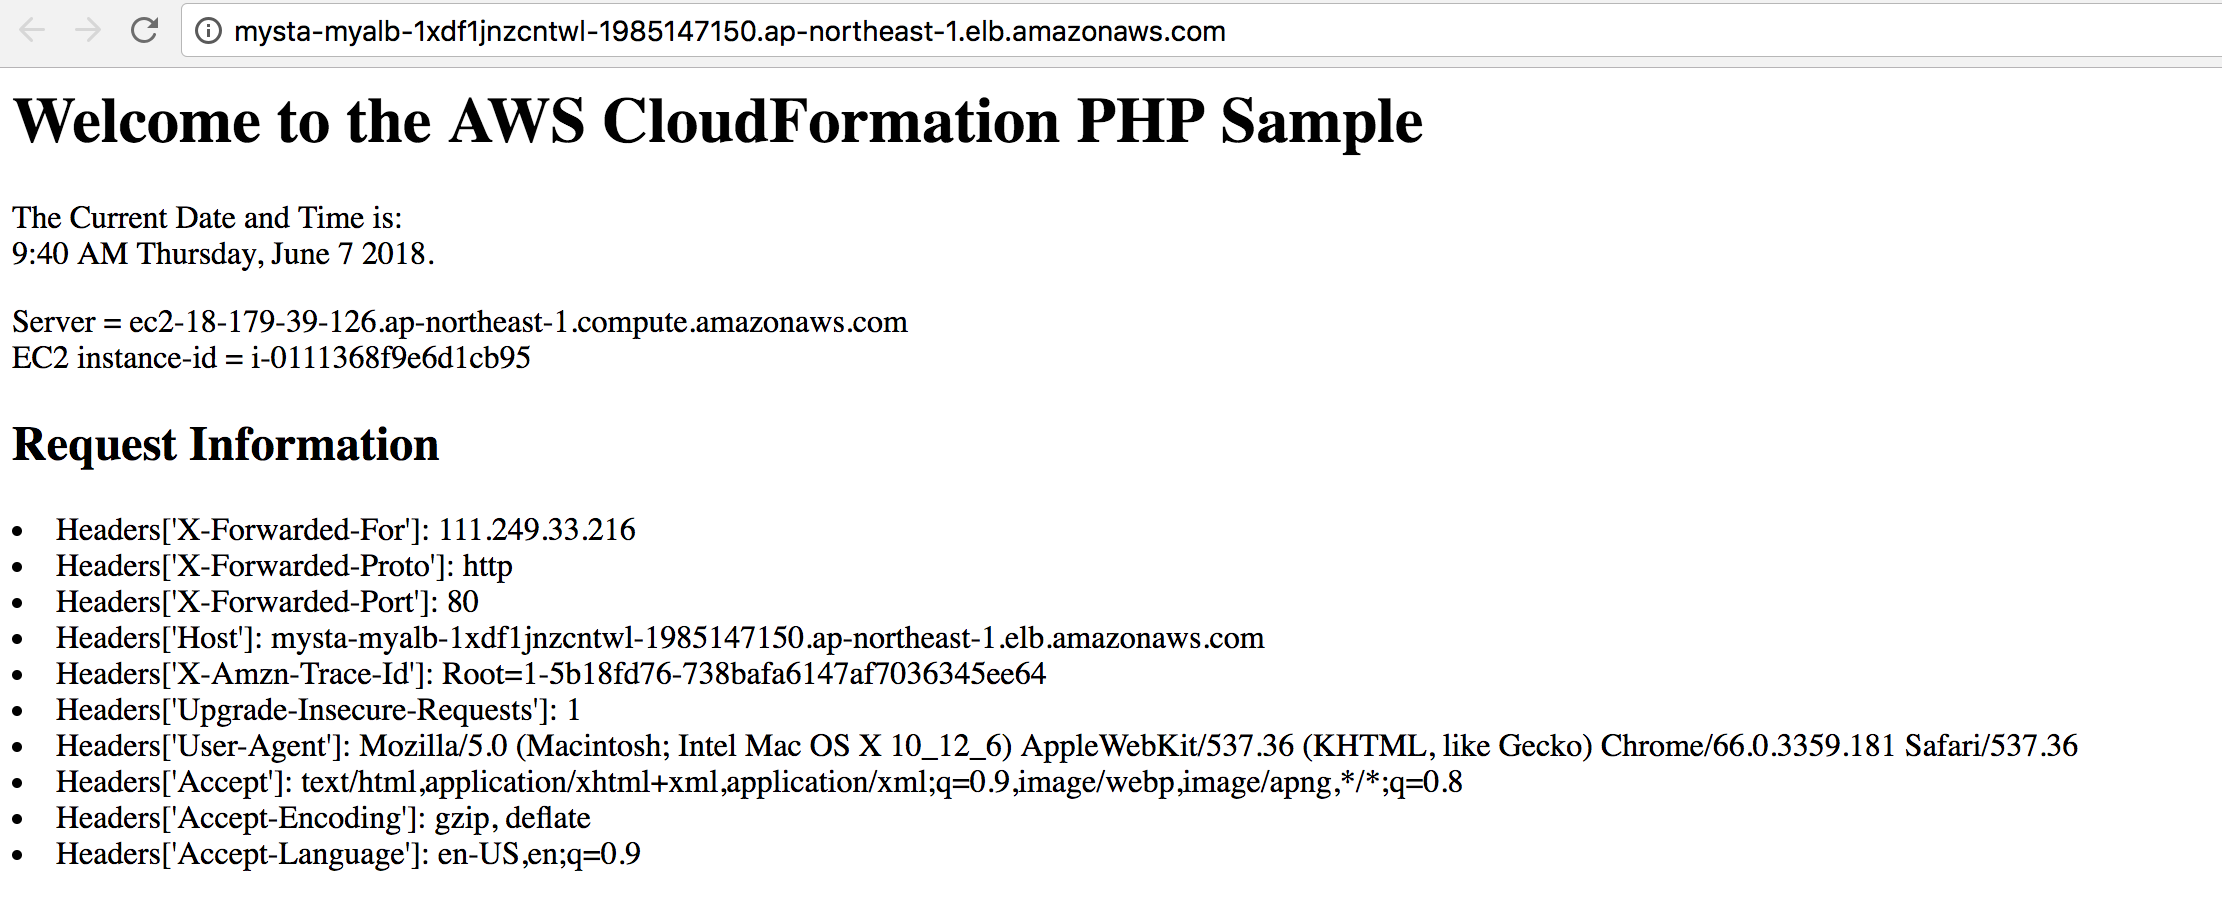 mysta-myalb-1xdf1jnzcntwl-1985147150.ap-northeast-1.elb.amazonaws.com
Welcome to the AWS CloudFormation PHP Sample
The Current Date and Time is:
9:40 AM Thursday, June 7 2018.
Server = ec2-18-179-39-126.ap-northeast-1.compute.amazonaws.com
EC2 instance-id = i-0111368f9e6d1cb95
Request Information
• Headers['X-Forwarded-For']: 111.249.33.216
• Headers['X-Forwarded-Proto']: http
• Headers['X-Forwarded-Port']: 80
• Headers['Host']: mysta-myalb-1xdf1jnzcntwl-1985147150.ap-northeast-1.elb.amazonaws.com
• Headers['X-Amzn-Trace-Id']: Root=1-5b18fd76-738bafa6147af7036345ee64
• Headers['Upgrade-Insecure-Requests']: 1
• Headers['User-Agent']: Mozilla/5.0 (Macintosh; Intel Mac OS X 10_12_6) AppleWebKit/537.36 (KHTML, like Gecko) Chrome/66.0.3359.181 Safari/537.36
• Headers['Accept']: text/html,application/xhtml+xml,application/xml;q=0.9,image/webp,image/apng,*/*;q=0.8
• Headers['Accept-Encoding']: gzip, deflate
• Headers['Accept-Language']: en-US,en;q=0.9